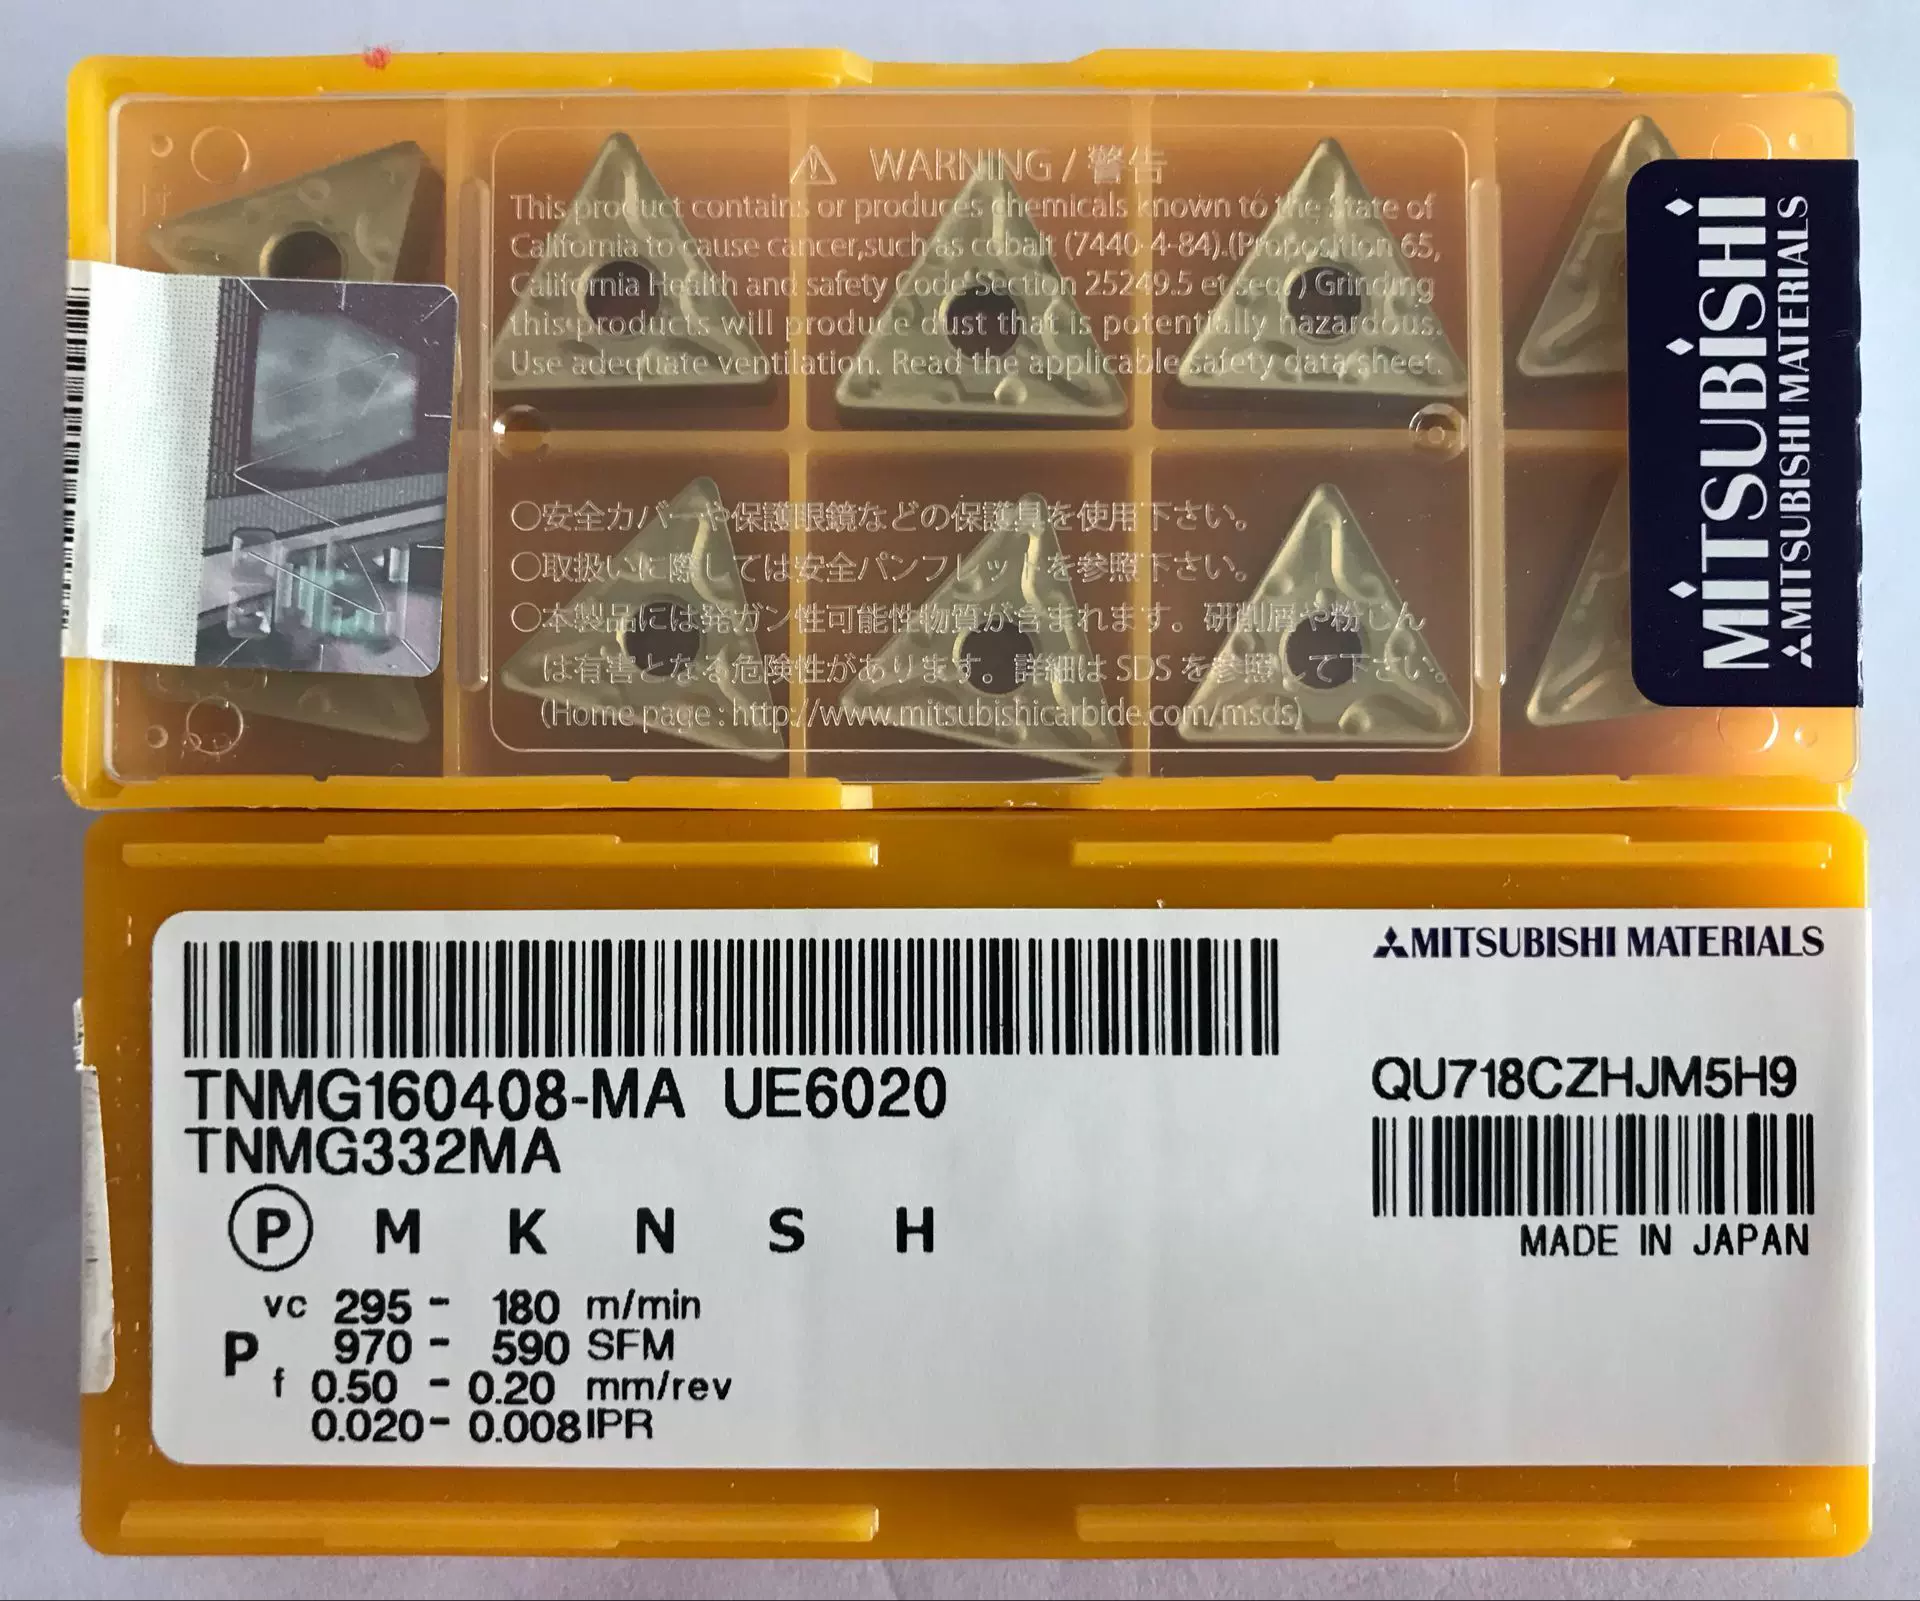 WARNING / 警告
This product contains or produces chemicals known to the State of
California to cause cancer,such as cobalt (7440-4-84).(Proposition 65,
California Health and safety Code Section 25249.5 et seq. ) Grinding
this products will produce dust that is potentially hazardous.
Use adequate ventilation. Read the applicable safety data sheet.
○安全カバーや保護眼鏡などの保護具を使用下さい。
○取扱いに際しては安全パンフレットを参照下さい。
○本製品には発ガン性可能性物質が含まれます。研削屑や粉じん
は有害となる危険性があります。詳細は SDS を参照して下さい。
(Home page : http://www.mitsubishicarbide.com/msds)
MITSUBISHI
MITSUBISHI MATERIALS
MITSUBISHI MATERIALS
TNMG160408-MA UE6020
TNMG332MA
QU718CZHJM5H9
MADE IN JAPAN
P M K N S H
vc 295 - 180 m/min
P 970 - 590 SFM
f 0.50 - 0.20 mm/rev
0.020 - 0.008 IPR